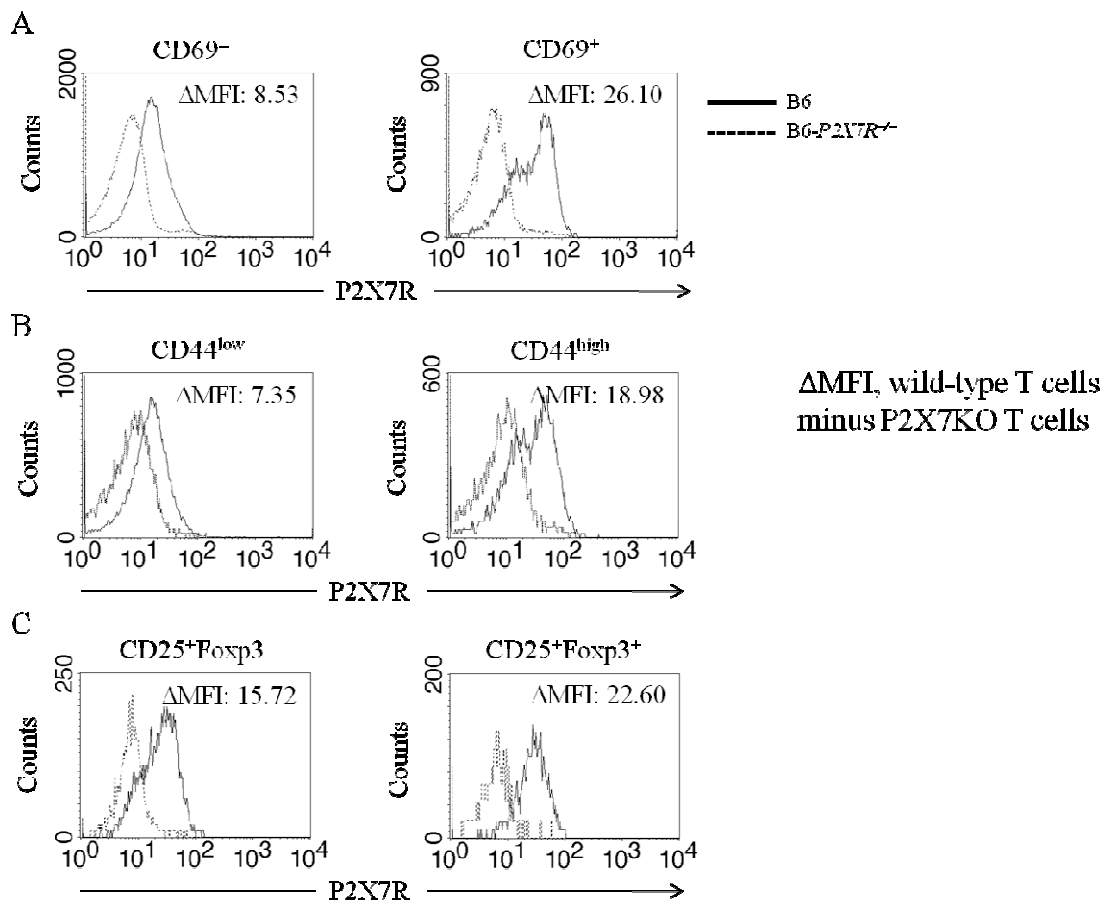 A
CD69⁻
CD69⁺
2000
Counts
0
ΔMFI: 8.53
10⁰ 10¹ 10² 10³ 10⁴
900
Counts
0
ΔMFI: 26.10
10⁰ 10¹ 10² 10³ 10⁴
B6
B6-P2X7R⁻/⁻
P2X7R
B
CD44ˡᵒʷ
CD44ʰⁱᵍʰ
1000
Counts
0
ΔMFI: 7.35
10⁰ 10¹ 10² 10³ 10⁴
600
Counts
0
ΔMFI: 18.98
10⁰ 10¹ 10² 10³ 10⁴
ΔMFI, wild-type T cells
minus P2X7KO T cells
P2X7R
C
CD25⁺Foxp3
CD25⁺Foxp3⁺
250
Counts
0
ΔMFI: 15.72
10⁰ 10¹ 10² 10³ 10⁴
200
Counts
0
ΔMFI: 22.60
10⁰ 10¹ 10² 10³ 10⁴
P2X7R